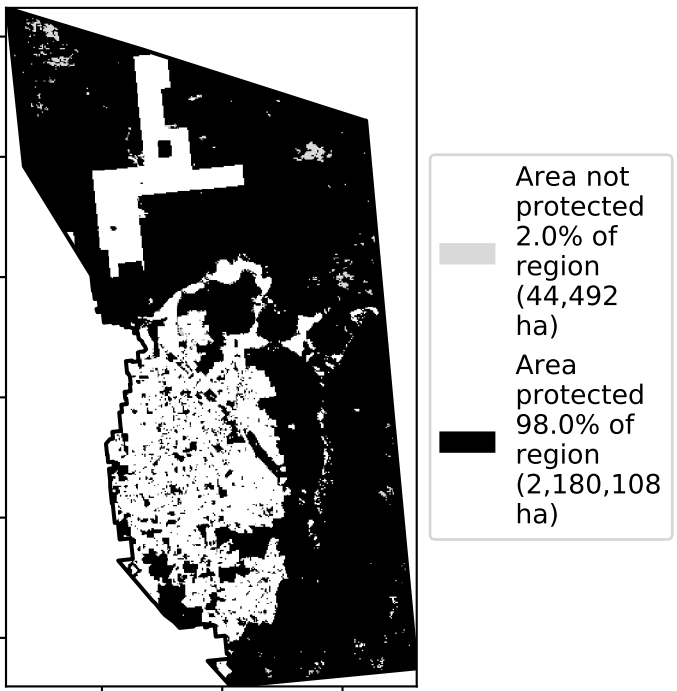 Area not
protected
2.0% of
region
(44,492
ha)
Area
protected
98.0% of
region
(2,180,108
ha)